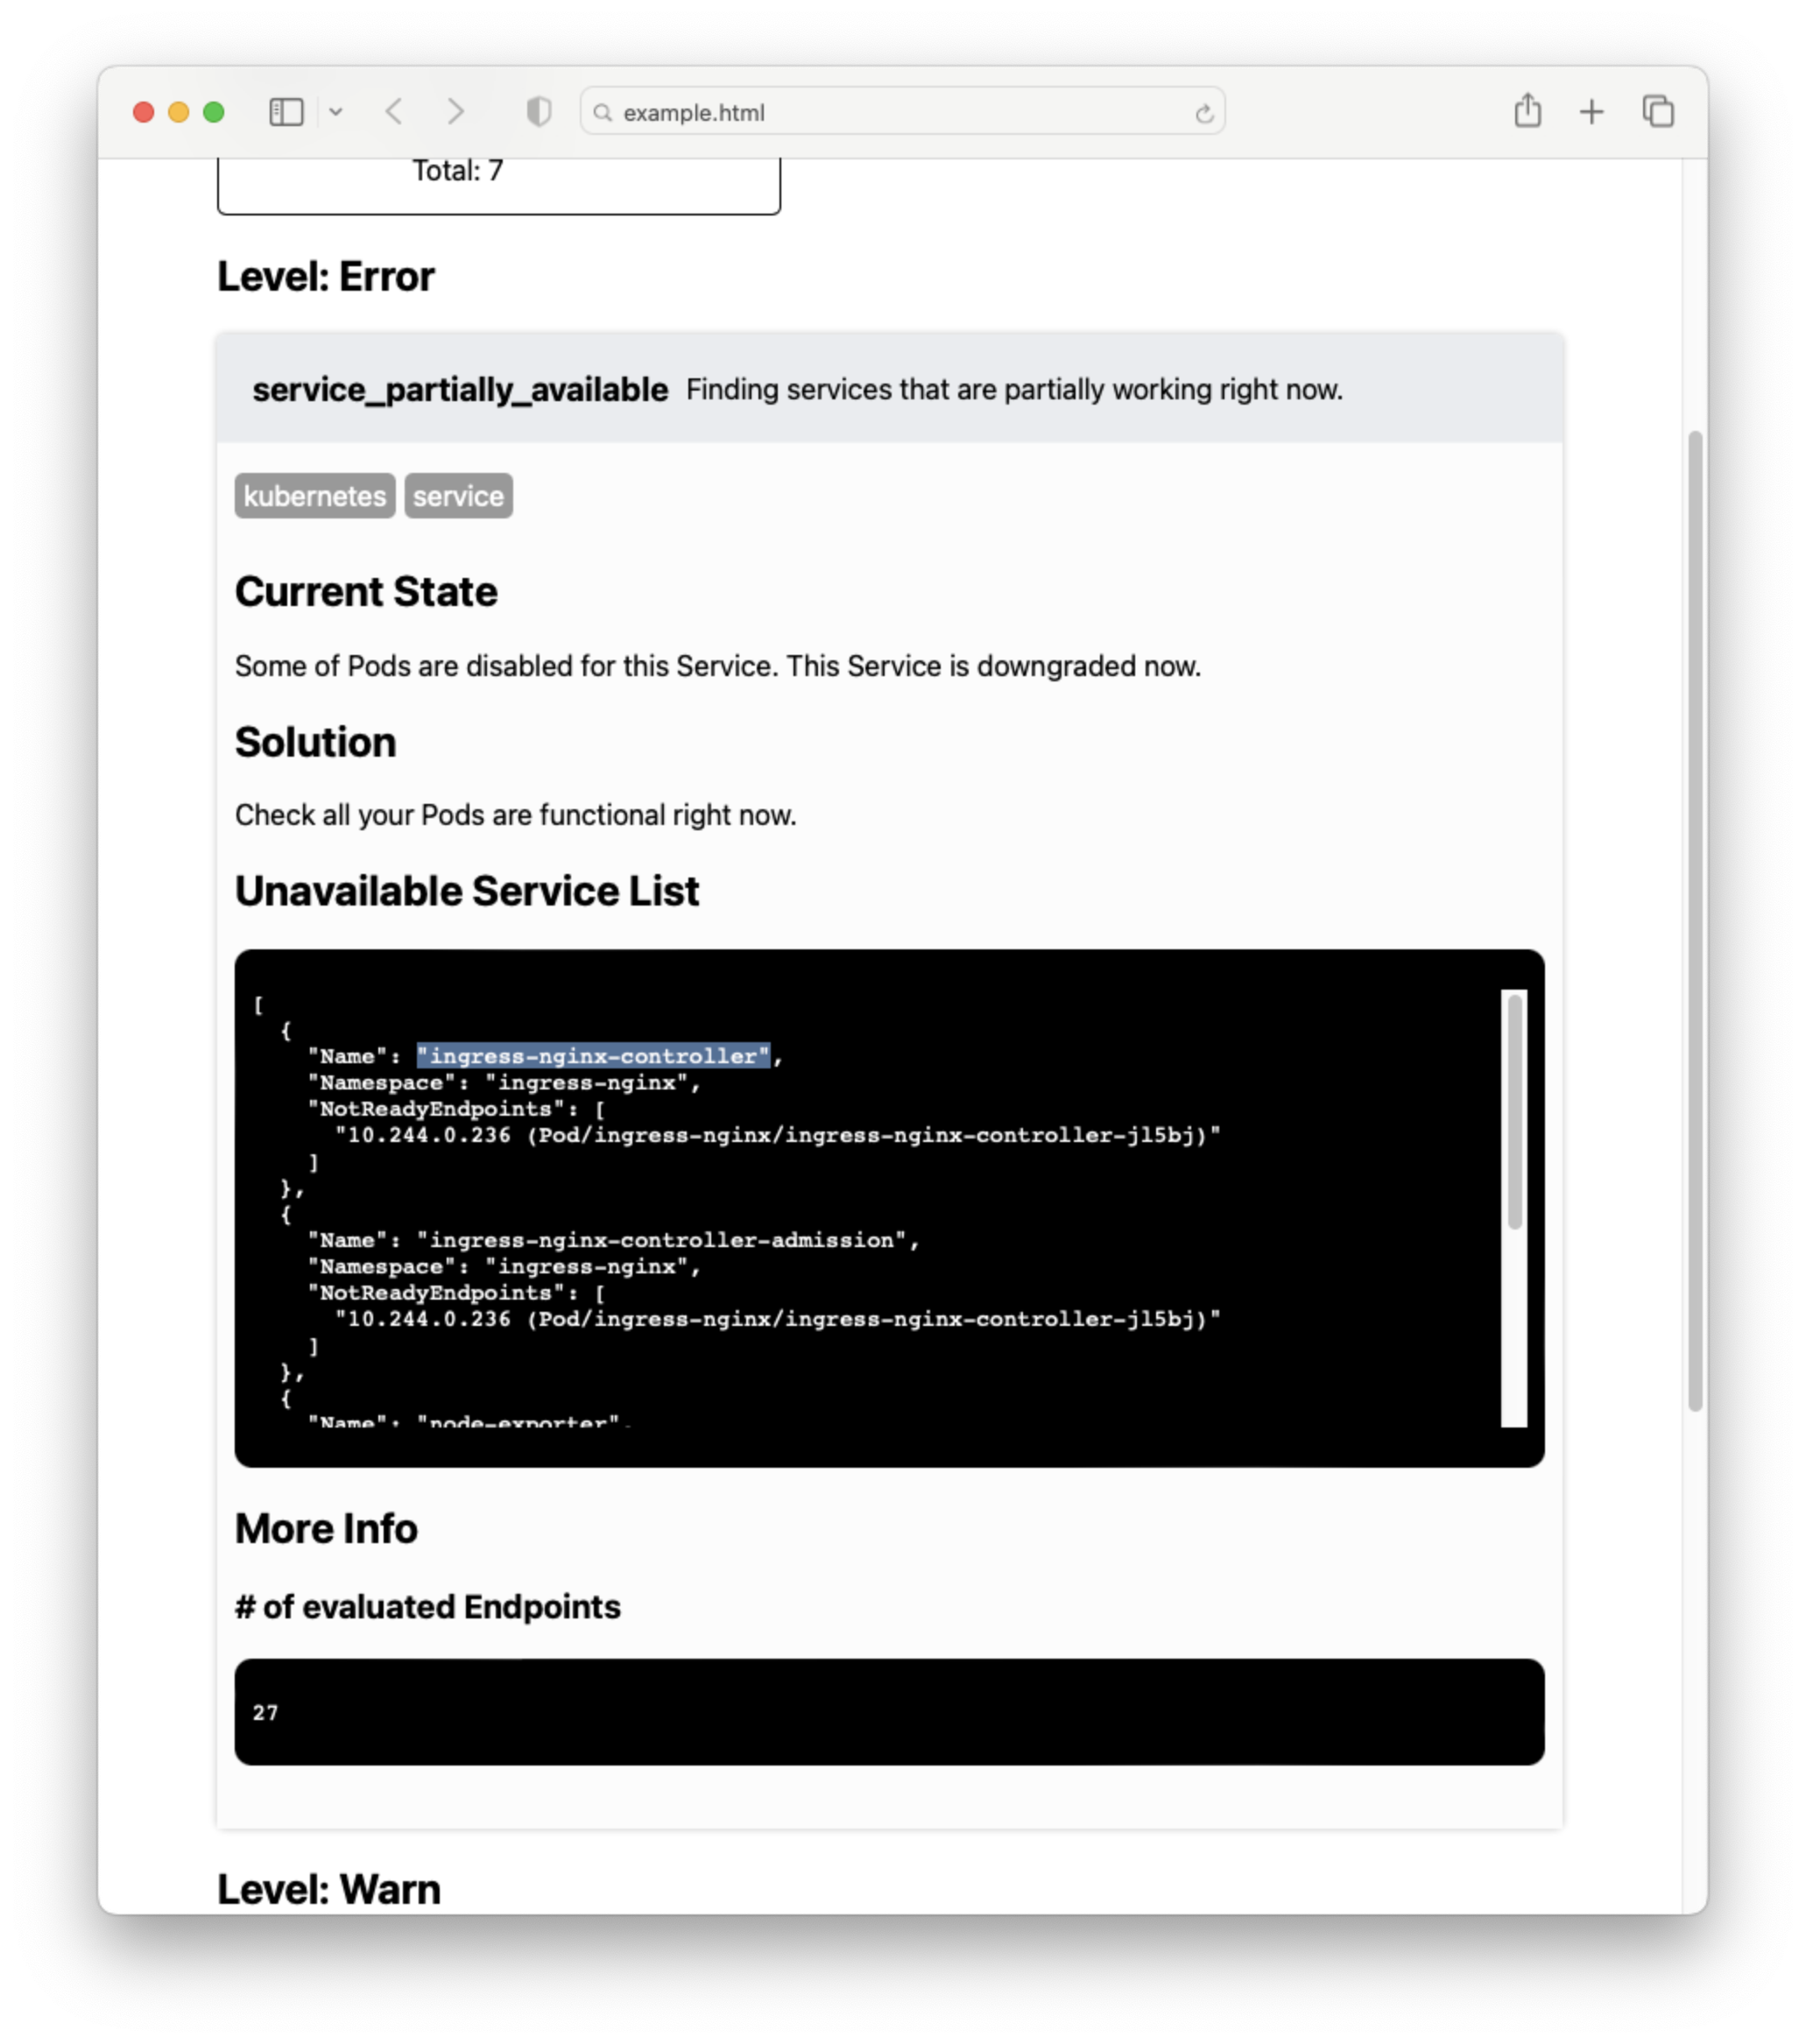 example.html
Total: 7
Level: Error
service_partially_available Finding services that are partially working right now.
kubernetes service
Current State
Some of Pods are disabled for this Service. This Service is downgraded now.
Solution
Check all your Pods are functional right now.
Unavailable Service List
[
  {
    "Name": "ingress-nginx-controller",
    "Namespace": "ingress-nginx",
    "NotReadyEndpoints": [
      "10.244.0.236 (Pod/ingress-nginx/ingress-nginx-controller-jl5bj)"
    ]
  },
  {
    "Name": "ingress-nginx-controller-admission",
    "Namespace": "ingress-nginx",
    "NotReadyEndpoints": [
      "10.244.0.236 (Pod/ingress-nginx/ingress-nginx-controller-jl5bj)"
    ]
  },
  {
    "Name": "node-exporter",
More Info
# of evaluated Endpoints
27
Level: Warn